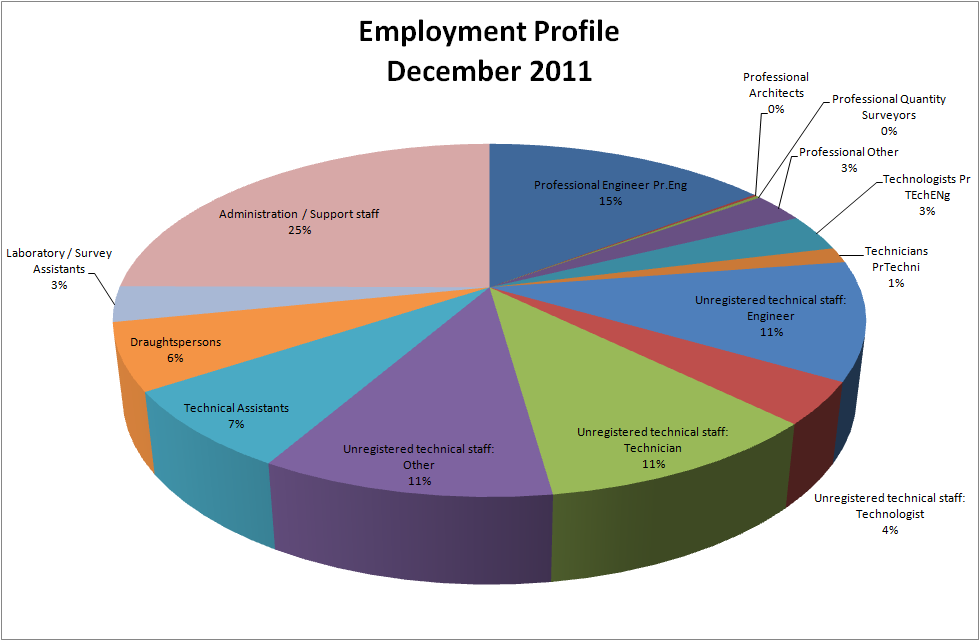 Employment Profile
December 2011
Professional
Architects
0%
Professional Quantity
Surveyors
0%
Professional Other
3%
Technologists Pr
TEchENg
3%
Technicians
PrTechni
1%
Professional Engineer Pr.Eng
15%
Administration / Support staff
25%
Laboratory / Survey
Assistants
3%
Unregistered technical staff:
Engineer
11%
Draughtspersons
6%
Technical Assistants
7%
Unregistered technical staff:
Other
11%
Unregistered technical staff:
Technician
11%
Unregistered technical staff:
Technologist
4%